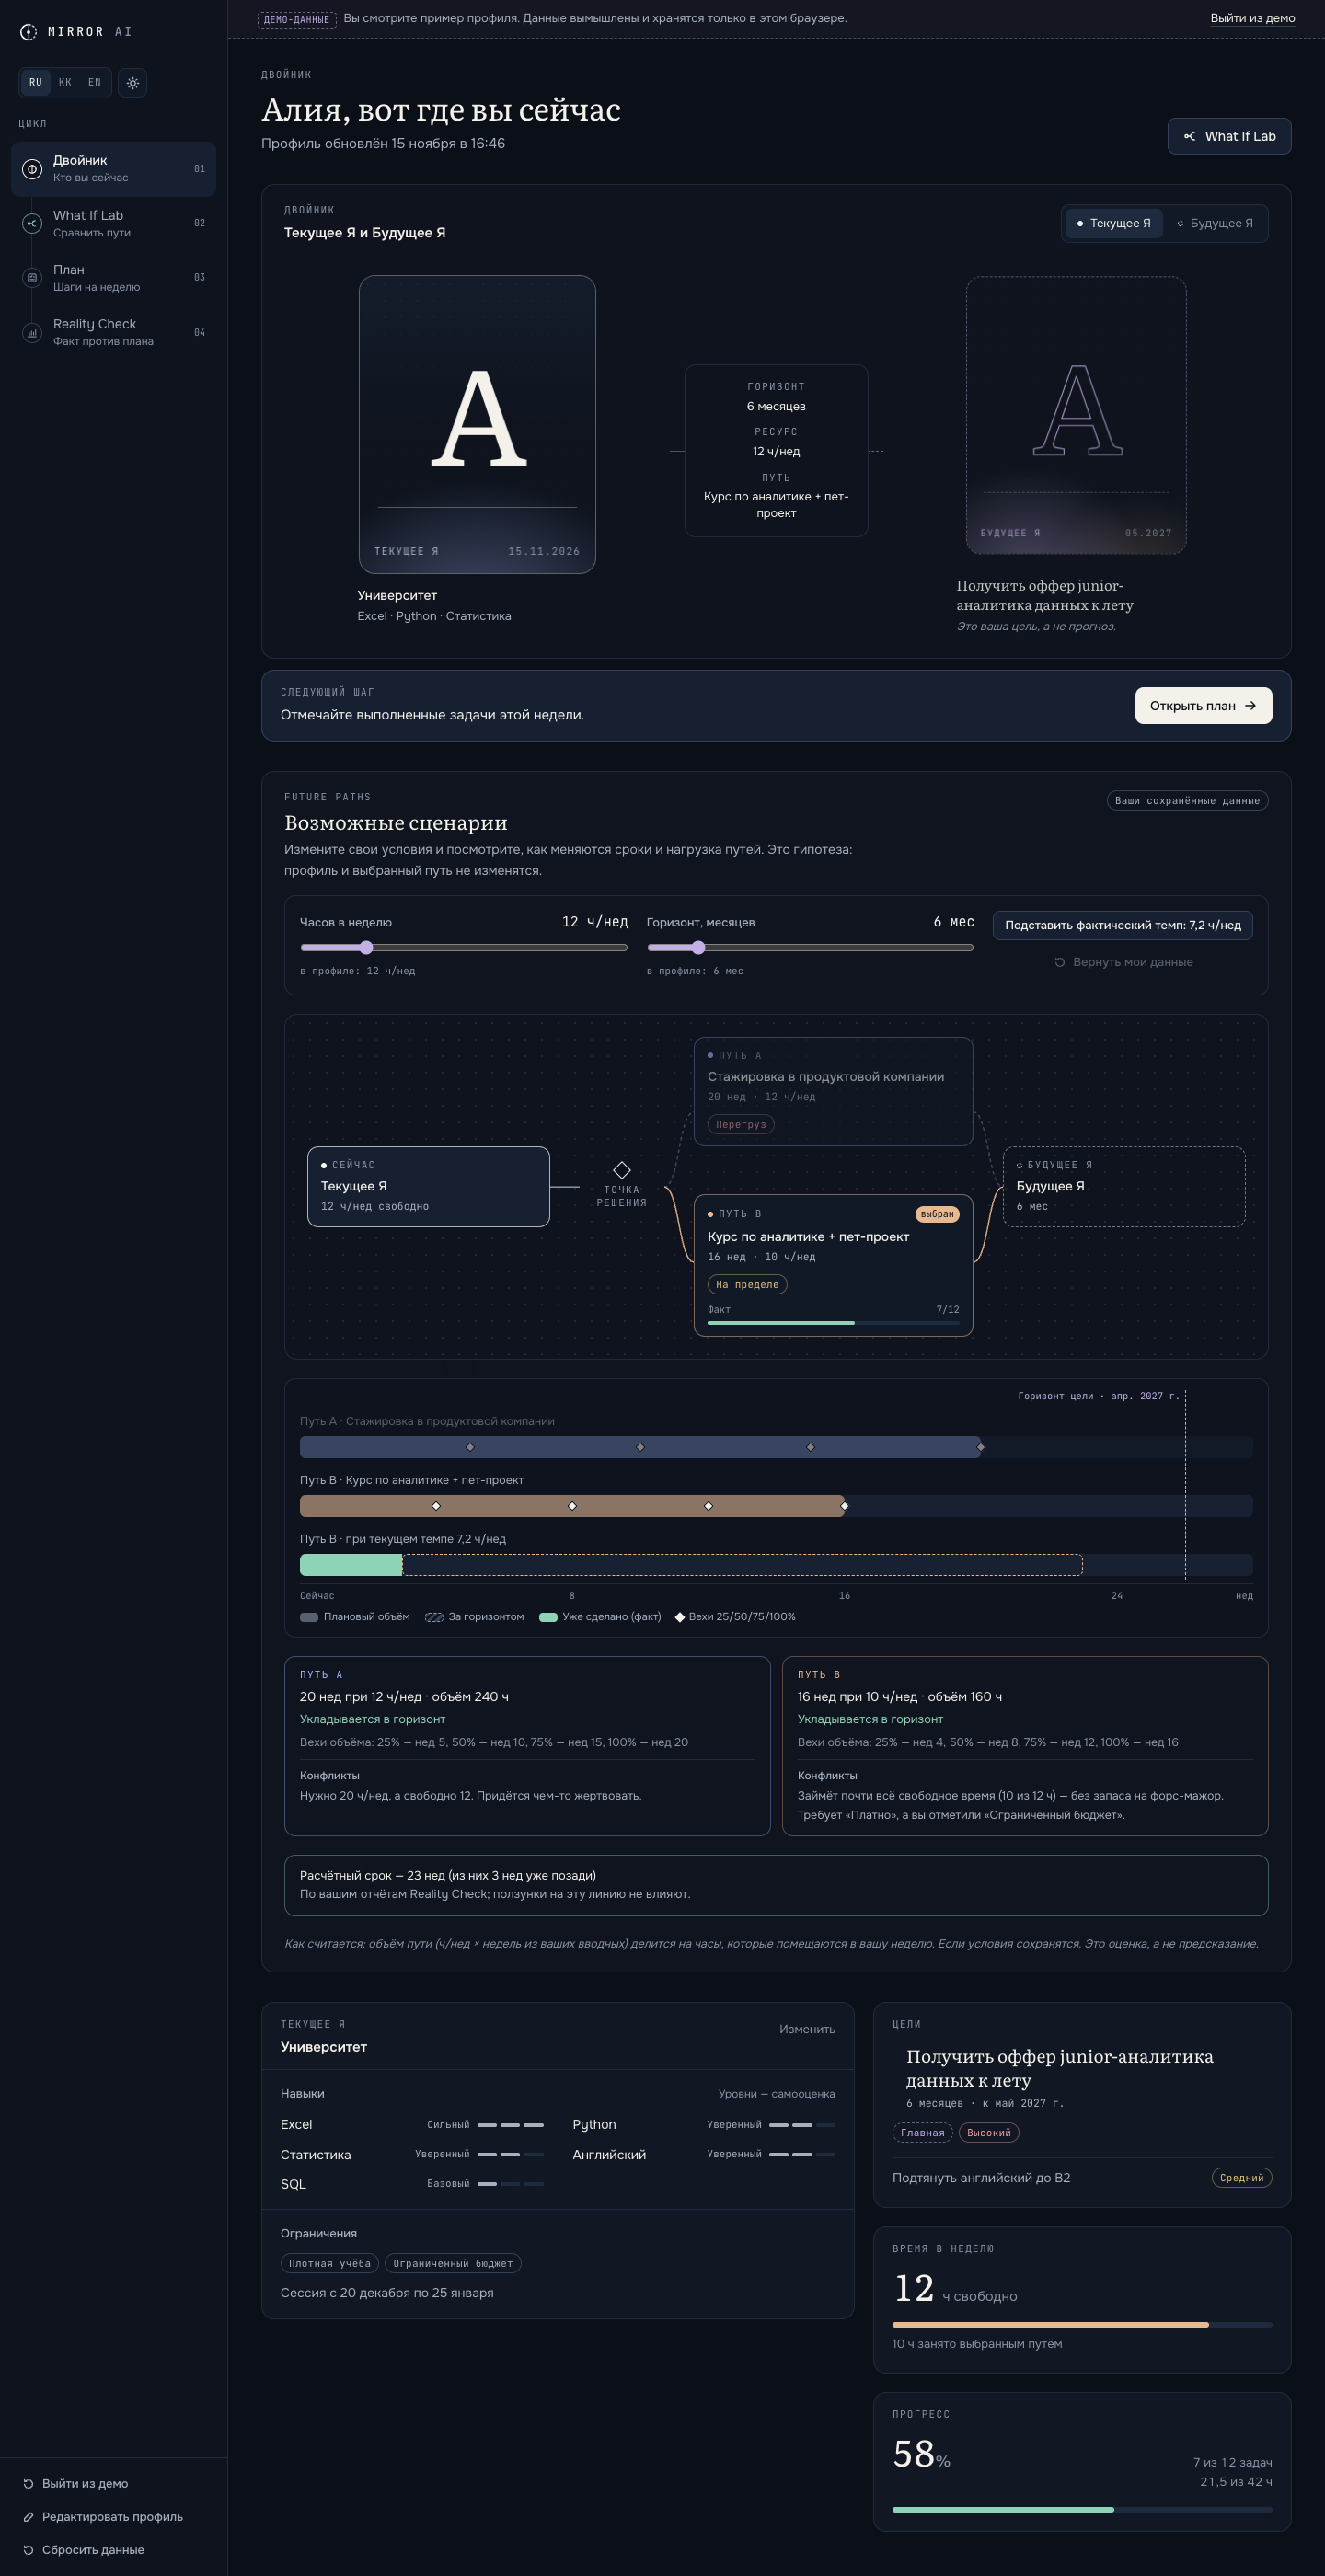 MIRROR AI
RU KK EN
ЦИКЛ
Двойник
Кто вы сейчас
01
What If Lab
Сравнить пути
02
План
Шаги на неделю
03
Reality Check
Факт против плана
04
Выйти из демо
Редактировать профиль
Сбросить данные
ДЕМО-ДАННЫЕ Вы смотрите пример профиля. Данные вымышлены и хранятся только в этом браузере. Выйти из демо
ДВОЙНИК
Алия, вот где вы сейчас
Профиль обновлён 15 ноября в 16:46
What If Lab
ДВОЙНИК
Текущее Я и Будущее Я
Текущее Я Будущее Я
А
ТЕКУЩЕЕ Я 15.11.2026
Университет
Excel · Python · Статистика
ГОРИЗОНТ
6 месяцев
РЕСУРС
12 ч/нед
ПУТЬ
Курс по аналитике + пет-
проект
А
БУДУЩЕЕ Я 05.2027
Получить оффер junior-
аналитика данных к лету
Это ваша цель, а не прогноз.
СЛЕДУЮЩИЙ ШАГ
Отмечайте выполненные задачи этой недели.
Открыть план →
FUTURE PATHS
Возможные сценарии
Ваши сохранённые данные
Измените свои условия и посмотрите, как меняются сроки и нагрузка путей. Это гипотеза:
профиль и выбранный путь не изменятся.
Часов в неделю 12 ч/нед
в профиле: 12 ч/нед
Горизонт, месяцев 6 мес
в профиле: 6 мес
Подставить фактический темп: 7,2 ч/нед
Вернуть мои данные
СЕЙЧАС
Текущее Я
12 ч/нед свободно
ТОЧКА
РЕШЕНИЯ
ПУТЬ A
Стажировка в продуктовой компании
20 нед · 12 ч/нед
Перегруз
ПУТЬ B выбран
Курс по аналитике + пет-проект
16 нед · 10 ч/нед
На пределе
Факт 7/12
БУДУЩЕЕ Я
Будущее Я
6 мес
Горизонт цели · апр. 2027 г.
Путь A · Стажировка в продуктовой компании
Путь B · Курс по аналитике + пет-проект
Путь B · при текущем темпе 7,2 ч/нед
Сейчас 8 16 24 нед
Плановый объём За горизонтом Уже сделано (факт) Вехи 25/50/75/100%
ПУТЬ A
20 нед при 12 ч/нед · объём 240 ч
Укладывается в горизонт
Вехи объёма: 25% — нед 5, 50% — нед 10, 75% — нед 15, 100% — нед 20
Конфликты
Нужно 20 ч/нед, а свободно 12. Придётся чем-то жертвовать.
ПУТЬ B
16 нед при 10 ч/нед · объём 160 ч
Укладывается в горизонт
Вехи объёма: 25% — нед 4, 50% — нед 8, 75% — нед 12, 100% — нед 16
Конфликты
Займёт почти всё свободное время (10 из 12 ч) — без запаса на форс-мажор.
Требует «Платно», а вы отметили «Ограниченный бюджет».
Расчётный срок — 23 нед (из них 3 нед уже позади)
По вашим отчётам Reality Check; ползунки на эту линию не влияют.
Как считается: объём пути (ч/нед × недель из ваших вводных) делится на часы, которые помещаются в вашу неделю. Если условия сохранятся. Это оценка, а не предсказание.
ТЕКУЩЕЕ Я
Университет
Изменить
Навыки Уровни — самооценка
Excel Сильный
Python Уверенный
Статистика Уверенный
Английский Уверенный
SQL Базовый
Ограничения
Плотная учёба Ограниченный бюджет
Сессия с 20 декабря по 25 января
ЦЕЛИ
Получить оффер junior-аналитика
данных к лету
6 месяцев · к май 2027 г.
Главная Высокий
Подтянуть английский до B2 Средний
ВРЕМЯ В НЕДЕЛЮ
12 ч свободно
10 ч занято выбранным путём
ПРОГРЕСС
58%
7 из 12 задач
21,5 из 42 ч